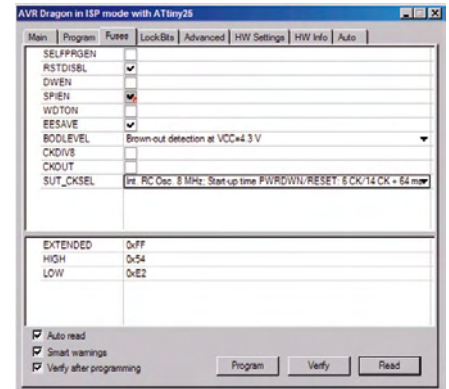 AVR Dragon in ISP mode with ATtiny25
Main Program Fuses LockBits Advanced HW Settings HW Info Auto
SELFPRGEN
RSTDISBL
DWEN
SPIEN
WDTON
EESAVE
BODLEVEL Brown-out detection at VCC=4.3 V
CKDIV8
CKOUT
SUT_CKSEL Int. RC Osc. 8 MHz; Start-up time PWRDWN/RESET: 6 CK/14 CK + 64 ms
EXTENDED 0xFF
HIGH 0x54
LOW 0xE2
Auto read
Smart warnings
Verify after programming
Program Verify Read